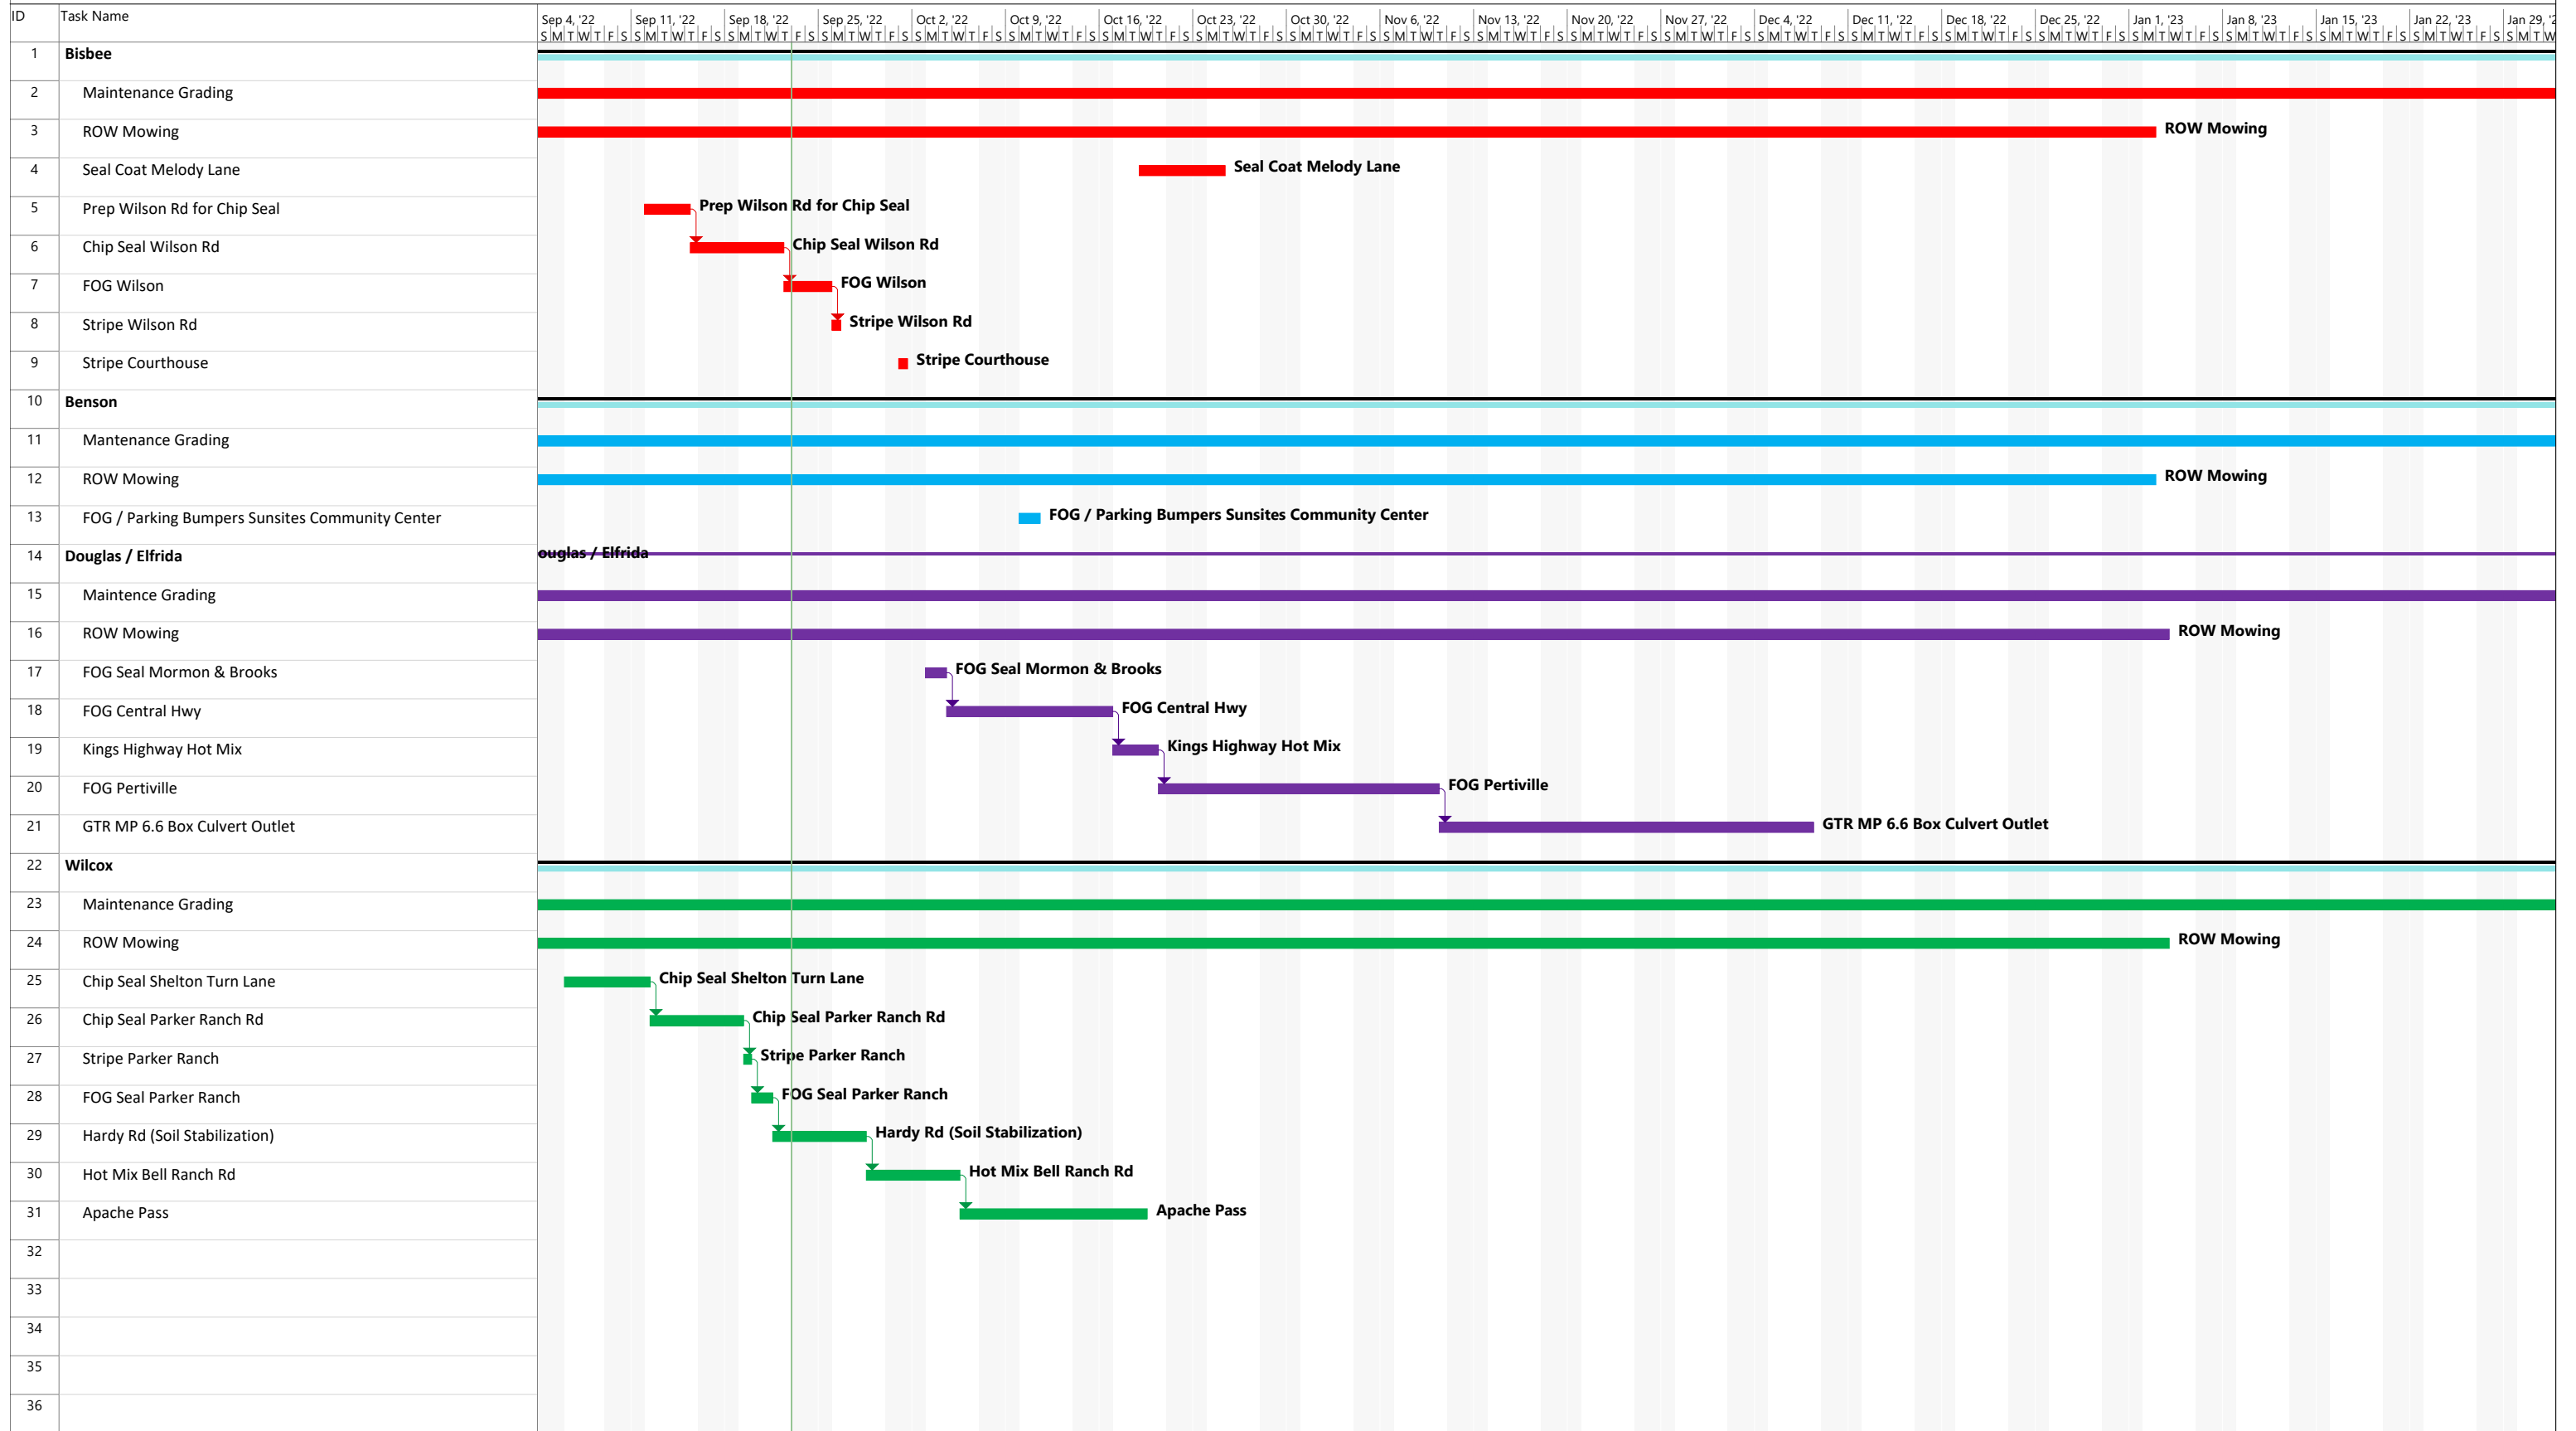 ID Task Name Sep 4, '22 Sep 11, '22 Sep 18, '22 Sep 25, '22 Oct 2, '22 Oct 9, '22 Oct 16, '22 Oct 23, '22 Oct 30, '22 Nov 6, '22 Nov 13, '22 Nov 20, '22 Nov 27, '22 Dec 4, '22 Dec 11, '22 Dec 18, '22 Dec 25, '22 Jan 1, '23 Jan 8, '23 Jan 15, '23 Jan 22, '23 Jan 29, '2
S M T W T F S S M T W T F S S M T W T F S S M T W T F S S M T W T F S S M T W T F S S M T W T F S S M T W T F S S M T W T F S S M T W T F S S M T W T F S S M T W T F S S M T W T F S S M T W T F S S M T W T F S S M T W T F S S M T W T F S S M T W T F S S M T W T F S S M T W T F S S M T W T F S S M T W
1 Bisbee
2 Maintenance Grading
3 ROW Mowing ROW Mowing
4 Seal Coat Melody Lane Seal Coat Melody Lane
5 Prep Wilson Rd for Chip Seal Prep Wilson Rd for Chip Seal
6 Chip Seal Wilson Rd Chip Seal Wilson Rd
7 FOG Wilson FOG Wilson
8 Stripe Wilson Rd Stripe Wilson Rd
9 Stripe Courthouse Stripe Courthouse
10 Benson
11 Mantenance Grading
12 ROW Mowing ROW Mowing
13 FOG / Parking Bumpers Sunsites Community Center FOG / Parking Bumpers Sunsites Community Center
14 Douglas / Elfrida ouglas / Elfrida
15 Maintence Grading
16 ROW Mowing ROW Mowing
17 FOG Seal Mormon & Brooks FOG Seal Mormon & Brooks
18 FOG Central Hwy FOG Central Hwy
19 Kings Highway Hot Mix Kings Highway Hot Mix
20 FOG Pertiville FOG Pertiville
21 GTR MP 6.6 Box Culvert Outlet GTR MP 6.6 Box Culvert Outlet
22 Wilcox
23 Maintenance Grading
24 ROW Mowing ROW Mowing
25 Chip Seal Shelton Turn Lane Chip Seal Shelton Turn Lane
26 Chip Seal Parker Ranch Rd Chip Seal Parker Ranch Rd
27 Stripe Parker Ranch Stripe Parker Ranch
28 FOG Seal Parker Ranch FOG Seal Parker Ranch
29 Hardy Rd (Soil Stabilization) Hardy Rd (Soil Stabilization)
30 Hot Mix Bell Ranch Rd Hot Mix Bell Ranch Rd
31 Apache Pass Apache Pass
32
33
34
35
36